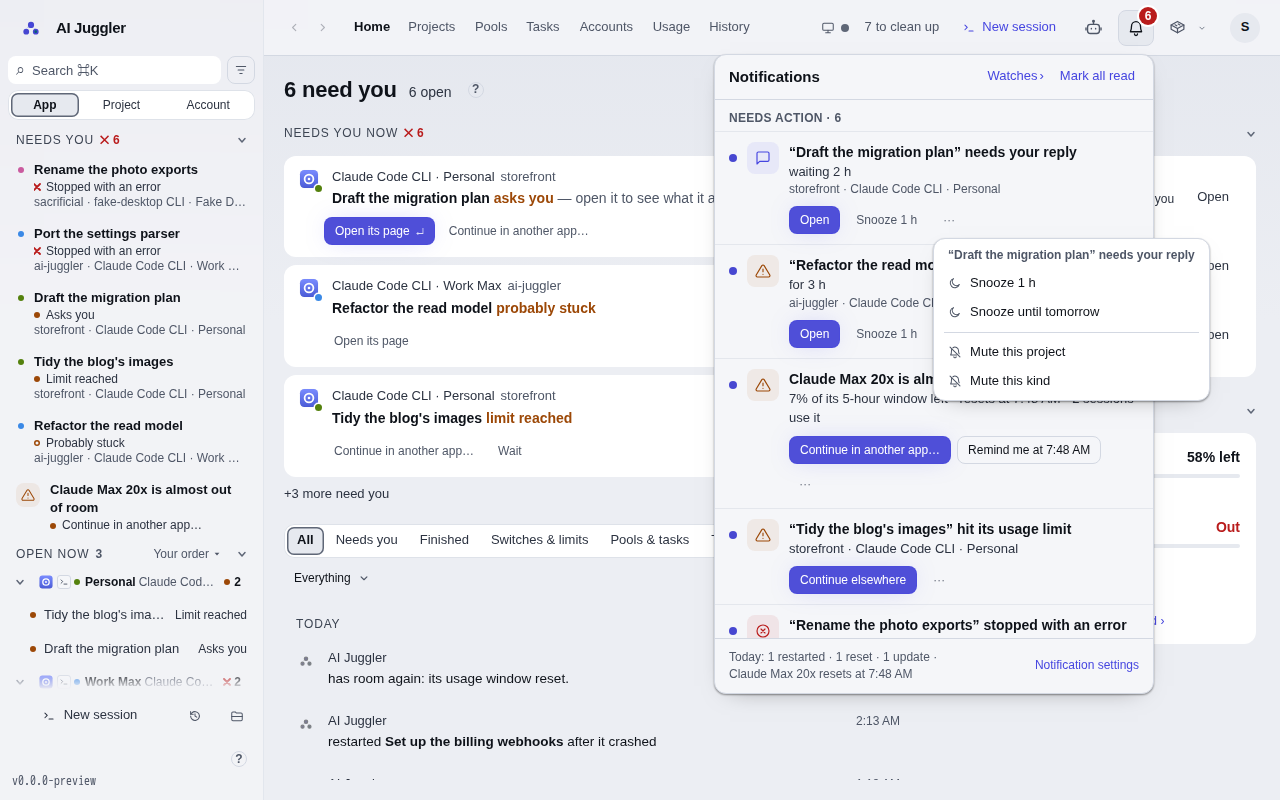 AI Juggler
Search ⌘K
App
Project
Account
NEEDS YOU 6
Rename the photo exports
Stopped with an error
sacrificial · fake-desktop CLI · Fake D…
Port the settings parser
Stopped with an error
ai-juggler · Claude Code CLI · Work …
Draft the migration plan
Asks you
storefront · Claude Code CLI · Personal
Tidy the blog's images
Limit reached
storefront · Claude Code CLI · Personal
Refactor the read model
Probably stuck
ai-juggler · Claude Code CLI · Work …
Claude Max 20x is almost out
of room
Continue in another app…
OPEN NOW 3
Your order
Personal Claude Cod… 2
Tidy the blog's ima… Limit reached
Draft the migration plan Asks you
Work Max Claude Co… 2
New session
?
v0.0.0-preview
Home
Projects
Pools
Tasks
Accounts
Usage
History
7 to clean up
New session
6
S
6 need you 6 open ?
NEEDS YOU NOW 6
Claude Code CLI · Personal storefront
Draft the migration plan asks you — open it to see what it a
Open its page
Continue in another app…
you
Open
Claude Code CLI · Work Max ai-juggler
Refactor the read model probably stuck
Open its page
pen
Claude Code CLI · Personal storefront
Tidy the blog's images limit reached
Continue in another app…
Wait
pen
+3 more need you
58% left
Out
All
Needs you
Finished
Switches & limits
Pools & tasks
Everything
TODAY
AI Juggler
has room again: its usage window reset.
AI Juggler
2:13 AM
restarted Set up the billing webhooks after it crashed
Notifications
Watches ›
Mark all read
NEEDS ACTION · 6
“Draft the migration plan” needs your reply
waiting 2 h
storefront · Claude Code CLI · Personal
Open
Snooze 1 h
···
“Refactor the read mo
for 3 h
ai-juggler · Claude Code C
Open
Snooze 1 h
Claude Max 20x is alm
7% of its 5-hour window left · resets at 7:48 AM · 2 sessions
use it
Continue in another app…
Remind me at 7:48 AM
···
“Tidy the blog's images” hit its usage limit
storefront · Claude Code CLI · Personal
Continue elsewhere
···
“Rename the photo exports” stopped with an error
Today: 1 restarted · 1 reset · 1 update ·
Claude Max 20x resets at 7:48 AM
Notification settings
“Draft the migration plan” needs your reply
Snooze 1 h
Snooze until tomorrow
Mute this project
Mute this kind